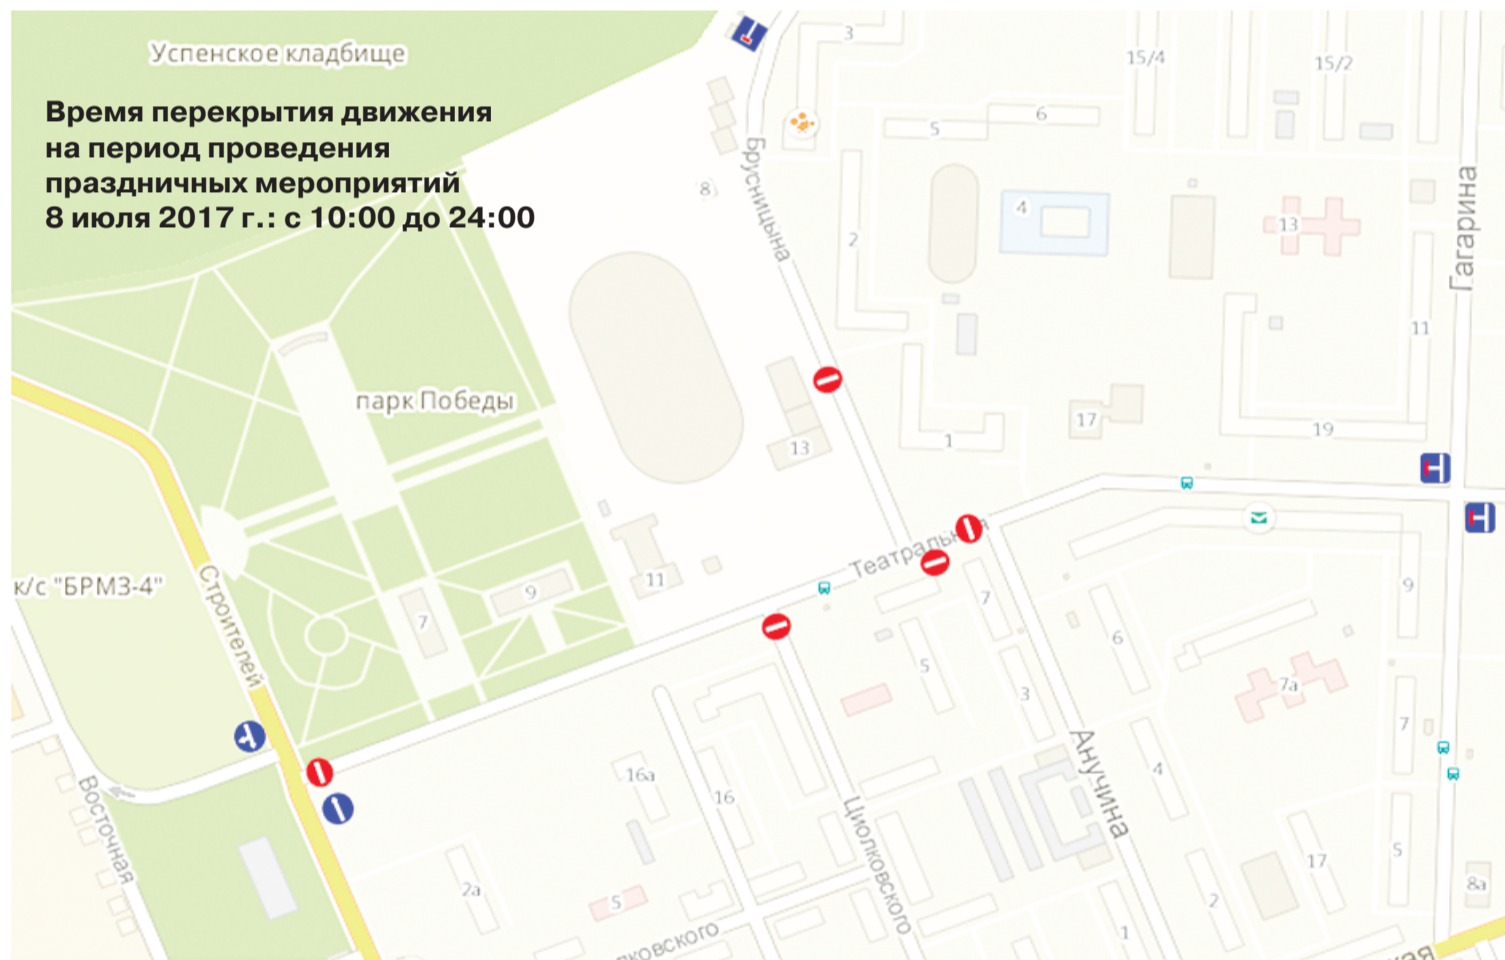 Успенское кладбище
Время перекрытия движения
на период проведения
праздничных мероприятий
8 июля 2017 г.: с 10:00 до 24:00
3
15/4
15/2
6
5
Брусницына
8
4
13
2
Гагарина
11
парк Победы
17
19
1
13
Театральная
к/с "БРМЗ-4"
Строителей
11
9
7
7
9
5
6
3
7а
7
16а
16
Анучина
4
Восточная
Циолковского
2а
5
17
5
8а
2
1